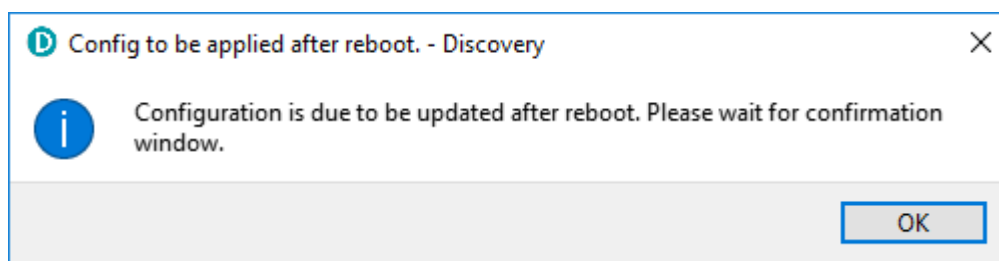 D Config to be applied after reboot. - Discovery
i
Configuration is due to be updated after reboot. Please wait for confirmation
window.
OK